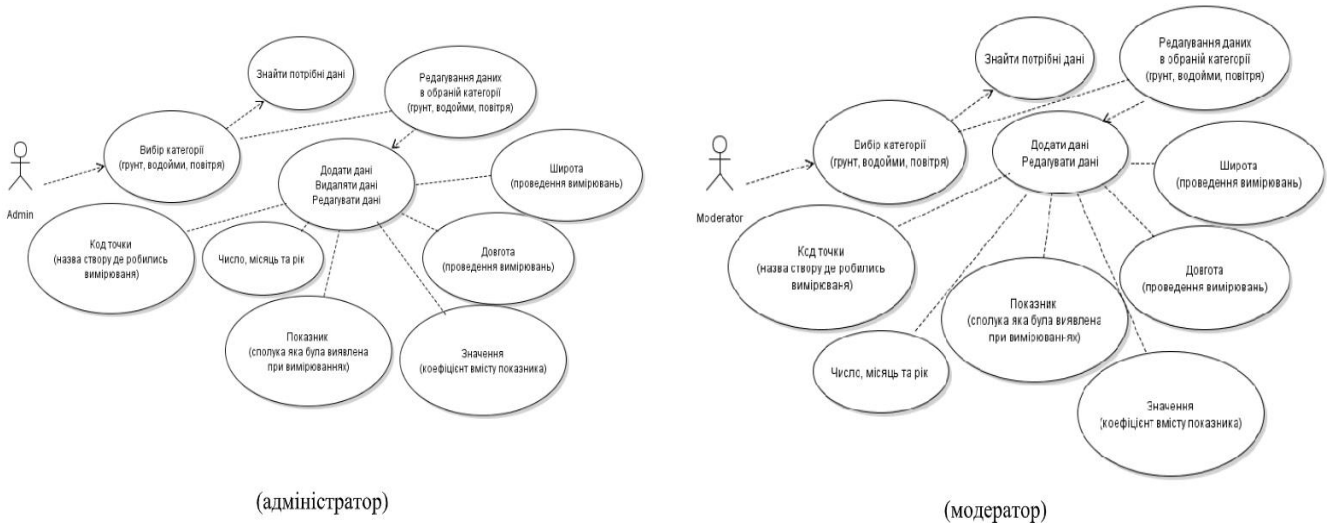 Знайти потрібні дані
Редагування даних
в обраній категорії
(грунт, водойми, повітря)
Вибір категорії
(грунт, водойми, повітря)
Admin
Додати дані
Видаляти дані
Редагувати дані
Широта
(проведення вимірювань)
Код точки
(назва створу де робились
вимірюваня)
Число, місяць та рік
Довгота
(проведення вимірювань)
Показник
(сполука яка була виявлена
при вимірюваннях)
Значення
(коефіцієнт вмісту показника)
(адміністратор)
Знайти потрібні дані
Редагування даних
в обраній категорії
(грунт, водойми, повітря)
Вибір категорії
(грунт, водойми, повітря)
Moderator
Додати дані
Редагувати дані
Широта
(проведення вимірювань)
Код точки
(назва створу де робились
вимірюваня)
Довгота
(проведення вимірювань)
Показник
(сполука яка була виявлена
при вимірюваннях)
Число, місяць та рік
Значення
(коефіцієнт вмісту показника)
(модератор)